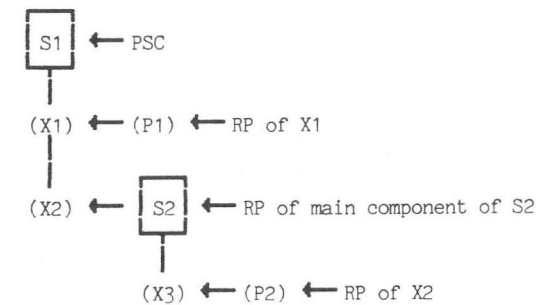 S1 ← PSC
(X1) ← (P1) ← RP of X1
(X2) ← S2 ← RP of main component of S2
(X3) ← (P2) ← RP of X2